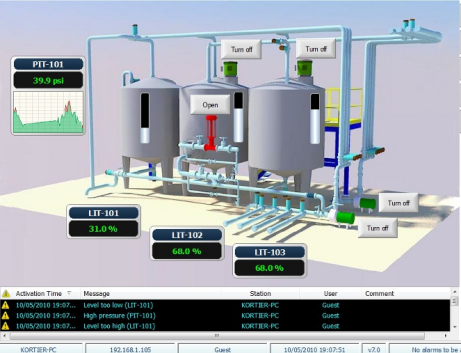 Turn off
Turn off
PIT-101
39.9 psi
Open
Turn off
LIT-101
31.0 %
Turn off
LIT-102
68.0 %
LIT-103
68.0 %
Activation Time Message Station User Comment
10/05/2010 19:07... Level too low (LIT-101) KORTIER-PC Guest
10/05/2010 19:07... High pressure (PIT-101) KORTIER-PC Guest
10/05/2010 19:07... Level too high (LIT-101) KORTIER-PC Guest
KORTIER-PC 192.168.1.105 Guest 10/05/2010 19:07:51 v7.0 No alarms to be